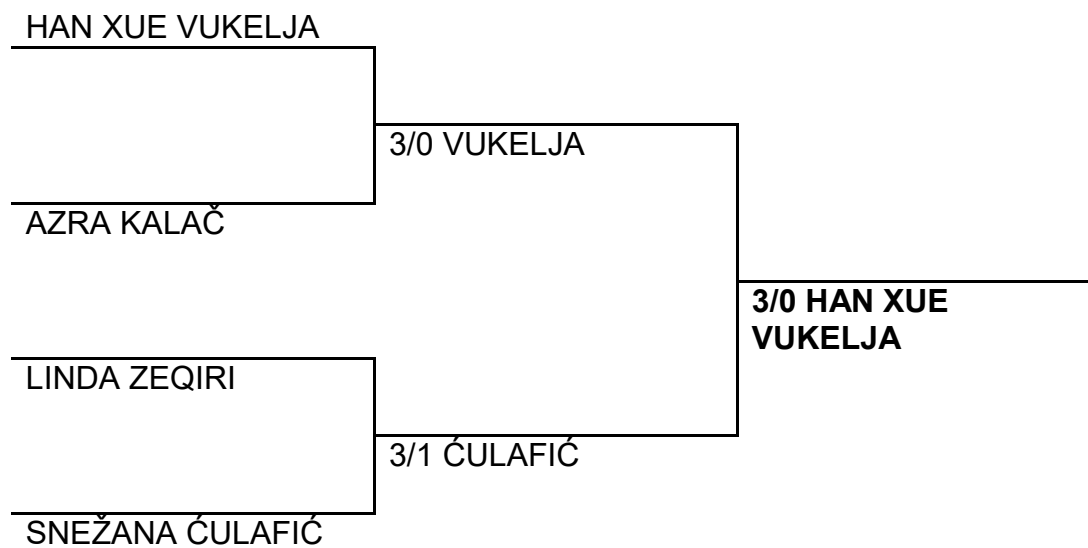 HAN XUE VUKELJA
3/0 VUKELJA
AZRA KALAČ
3/0 HAN XUE
VUKELJA
LINDA ZEQIRI
3/1 ĆULAFIĆ
SNEŽANA ĆULAFIĆ